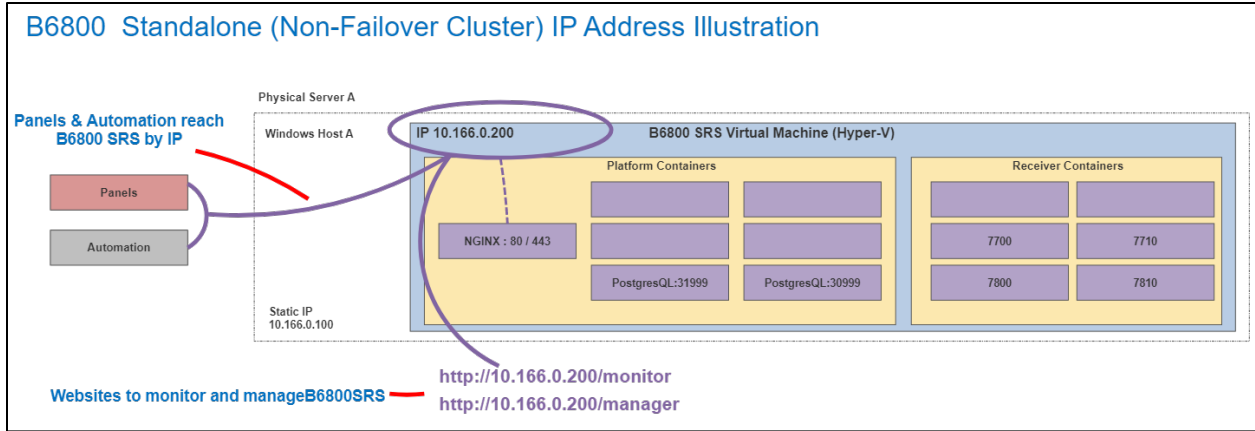 B6800 Standalone (Non-Failover Cluster) IP Address Illustration
Physical Server A
Panels & Automation reach
B6800 SRS by IP
Windows Host A
IP 10.166.0.200
B6800 SRS Virtual Machine (Hyper-V)
Platform Containers
Receiver Containers
Panels
Automation
NGINX : 80 / 443
7700
7710
PostgresQL:31999
PostgresQL:30999
7800
7810
Static IP
10.166.0.100
http://10.166.0.200/monitor
Websites to monitor and manageB6800SRS
http://10.166.0.200/manager